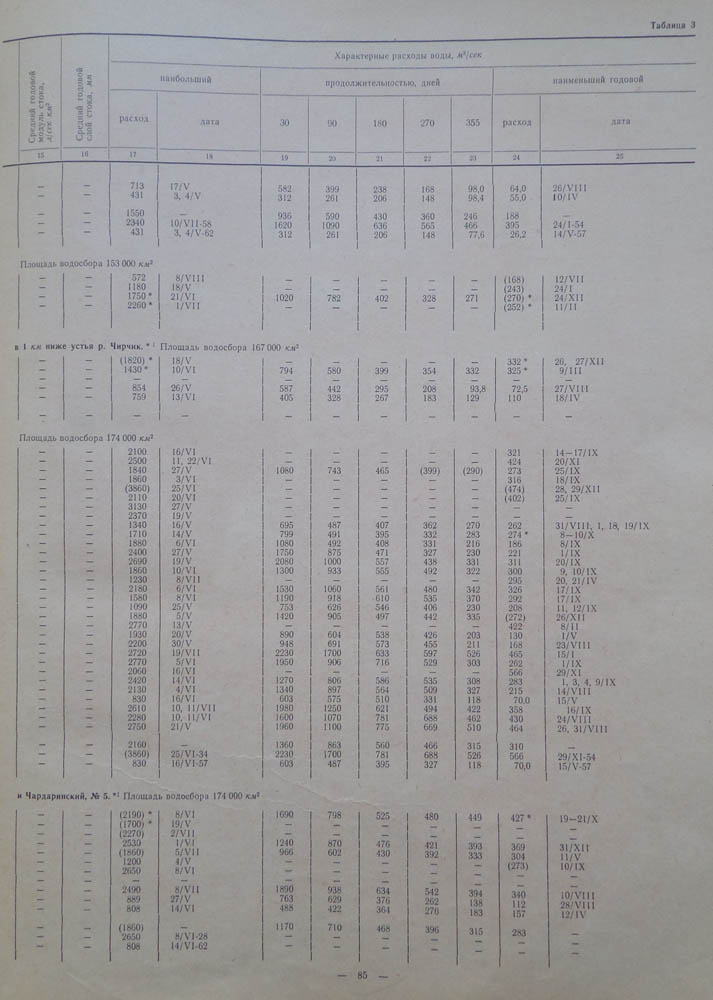 Таблица 3
Средний годовой модуль стока, л/сек км²
Средний годовой слой стока, мм
Характерные расходы воды, м³/сек
наибольший
продолжительностью, дней
наименьший годовой
расход дата 30 90 180 270 355 расход дата
15 16 17 18 19 20 21 22 23 24 25
— — 713 17/V 582 399 238 168 98,0 64,0 26/VIII
— — 431 3, 4/V 312 261 206 148 98,4 55,0 10/IV
— — 1550 — 936 590 430 360 246 188 —
— — 2340 10/VII-58 1620 1090 636 565 466 395 24/I-54
— — 431 3, 4/V-62 312 261 206 148 77,6 26,2 14/V-57
Площадь водосбора 153 000 км²
— — 572 8/VIII — — — — — (168) 12/VII
— — 1180 18/V — — — — — (243) 24/I
— — 1750 * 21/VI 1020 782 402 328 271 (270) * 24/XII
— — 2260 * 1/VII — — — — — (252) * 11/II
в 1 км ниже устья р. Чирчик. *¹ Площадь водосбора 167 000 км²
— — (1820) * 18/V — — — — — 332 * 26, 27/XII
— — 1430 * 10/VI 794 580 399 354 332 325 * 9/III
— — — — — — — — — — —
— — 854 26/V 587 442 295 208 93,8 72,5 27/VIII
— — 759 13/VI 405 328 267 183 129 110 18/IV
— — — — — — — — — — —
Площадь водосбора 174 000 км²
— — 2100 16/VI — — — — — 321 14—17/IX
— — 2500 11, 22/VI — — — — — 424 20/XI
— — 1840 27/V 1080 743 465 (399) (290) 273 25/IX
— — 1860 3/VI — — — — — 316 18/IX
— — (3860) 25/VI — — — — — (474) 28, 29/XII
— — 2110 20/VI — — — — — (402) 25/IX
— — 3130 27/V — — — — — — —
— — 2370 19/V — — — — — — —
— — 1340 16/V 695 487 407 362 270 262 31/VIII, 1, 18, 19/IX
— — 1710 14/V 799 491 395 332 283 274 * 8—10/X
— — 1880 6/VI 1080 492 408 331 216 186 8/IX
— — 2400 27/V 1750 875 471 327 230 221 1/IX
— — 2690 19/V 2080 1000 557 438 331 311 20/IX
— — 1860 10/VI 1300 933 555 492 322 300 9, 10/IX
— — 1230 8/VII — — — — — 295 20, 21/IV
— — 2180 6/VI 1530 1060 561 480 342 326 17/IX
— — 1580 8/VI 1190 918 610 535 370 292 17/IX
— — 1090 25/V 753 626 546 406 230 208 11, 12/IX
— — 1880 5/V 1420 905 497 442 335 (272) 26/XII
— — 2770 13/V — — — — — 422 8/II
— — 1930 20/V 890 604 538 426 203 130 1/V
— — 2200 30/V 948 691 573 455 211 168 23/VIII
— — 2720 19/VII 2230 1700 633 597 526 465 15/I
— — 2770 5/VI 1950 906 716 529 303 262 1/IX
— — 2060 16/VI — — — — — 566 29/XI
— — 2420 14/VI 1270 806 586 535 308 283 1, 3, 4, 9/IX
— — 2130 4/VI 1340 897 564 509 327 215 14/VIII
— — 830 16/VI 603 575 510 331 118 70,0 15/V
— — 2610 10, 11/VII 1980 1250 621 494 422 358 16/IX
— — 2280 10, 11/VI 1600 1070 781 688 462 430 24/VIII
— — 2750 21/V 1960 1100 775 669 510 464 26, 31/VIII
— — 2160 — 1360 863 560 466 315 310 —
— — (3860) 25/VI-34 2230 1700 781 688 526 566 29/XI-54
— — 830 16/VI-57 603 487 395 327 118 70,0 15/V-57
и Чардаринский, № 5. *¹ Площадь водосбора 174 000 км²
— — (2190) * 8/VI 1690 798 525 480 449 427 * 19—21/X
— — (1700) * 19/V — — — — — — —
— — (2270) 2/VII — — — — — — —
— — 2530 1/VI 1240 870 476 421 393 369 31/XII
— — (1860) 5/VII 966 602 430 392 333 304 11/V
— — 1200 4/V — — — — — (273) 10/IX
— — 2650 8/VI — — — — — — —
— — — — — — — — — — —
— — 2490 8/VII 1890 938 634 542 394 340 10/VIII
— — 889 27/V 763 629 376 262 138 112 28/VIII
— — 808 14/VI 488 422 364 276 183 157 12/IV
— — (1860) — 1170 710 468 396 315 283 —
— — 2650 8/VI-28 — — — — — — —
— — 808 14/VI-62 — — — — — — —
— 85 —